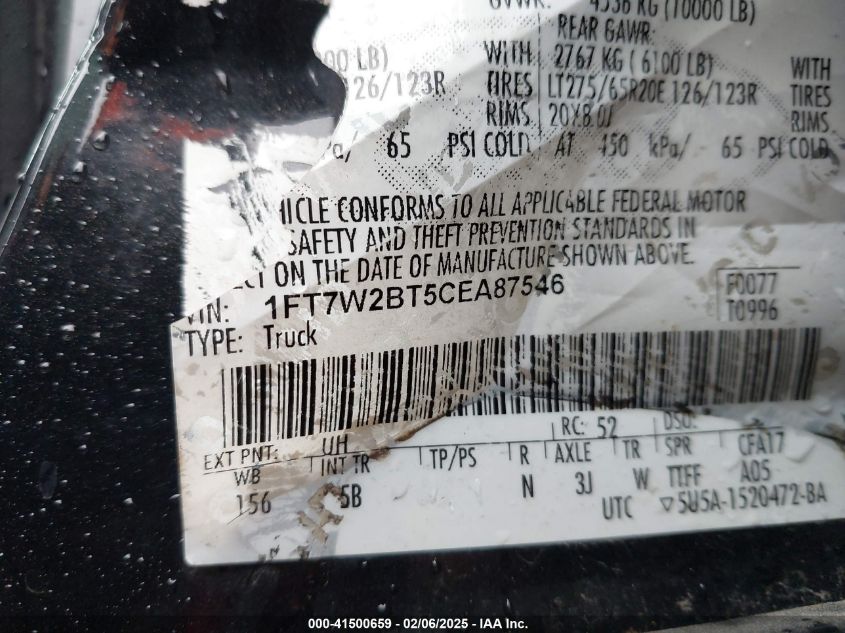 GVWR: 4536 KG (10000 LB)
REAR GAWR:
00 LB) WITH 2767 KG ( 6100 LB) WITH
26/123R TIRES LT275/65R20E 126/123R TIRES
RIMS 20X8.0J RIMS
/ 65 PSI COLD AT 450 kPa/ 65 PSI COLD
HICLE CONFORMS TO ALL APPLICABLE FEDERAL MOTOR
SAFETY AND THEFT PREVENTION STANDARDS IN
ECT ON THE DATE OF MANUFACTURE SHOWN ABOVE.
VIN: 1FT7W2BT5CEA87546 F0077
TYPE: Truck T0996
EXT PNT: UH RC: 52 DSO:
WB INT TR TP/PS R AXLE TR SPR CFA17
156 5B N 3J W TTFF A05
UTC ▽5U5A-1520472-BA
000-41500659 - 02/06/2025 - IAA Inc.